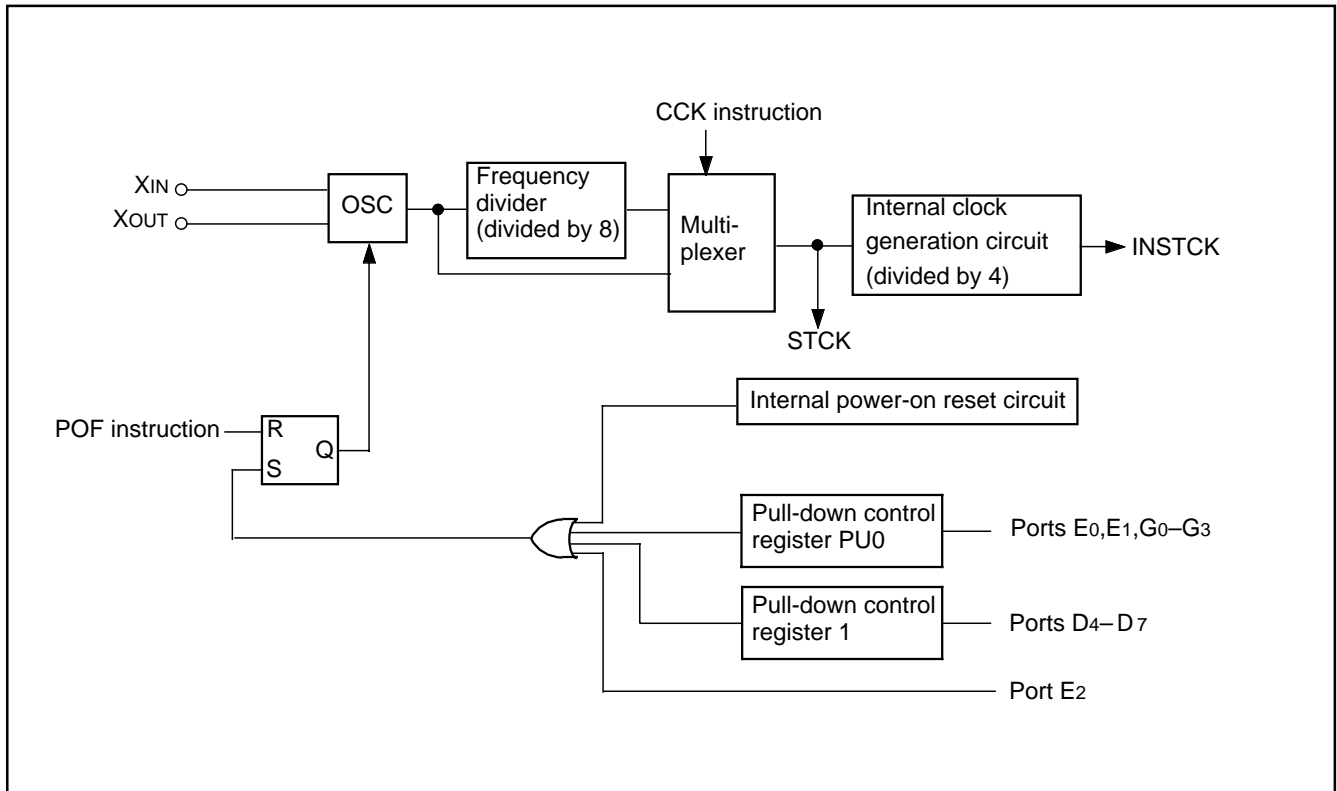 CCK instruction
XIN
XOUT
OSC
Frequency
divider
(divided by 8)
Multi-
plexer
Internal clock
generation circuit
(divided by 4)
INSTCK
STCK
Internal power-on reset circuit
POF instruction
R
S
Q
Pull-down control
register PU0
Ports E0,E1,G0–G3
Pull-down control
register 1
Ports D4–D7
Port E2